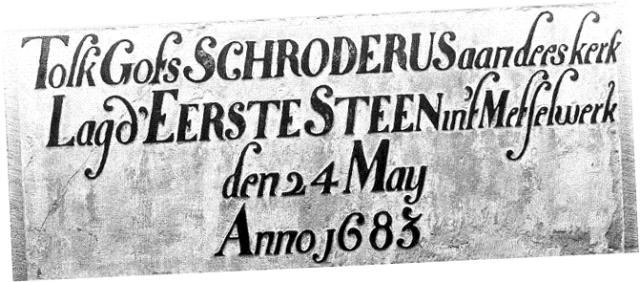 Tolk Gofs SCHRODERUS aan dees kerk
Lag d' EERSTE STEEN in't Metselwerk
den 24 May
Anno 1683